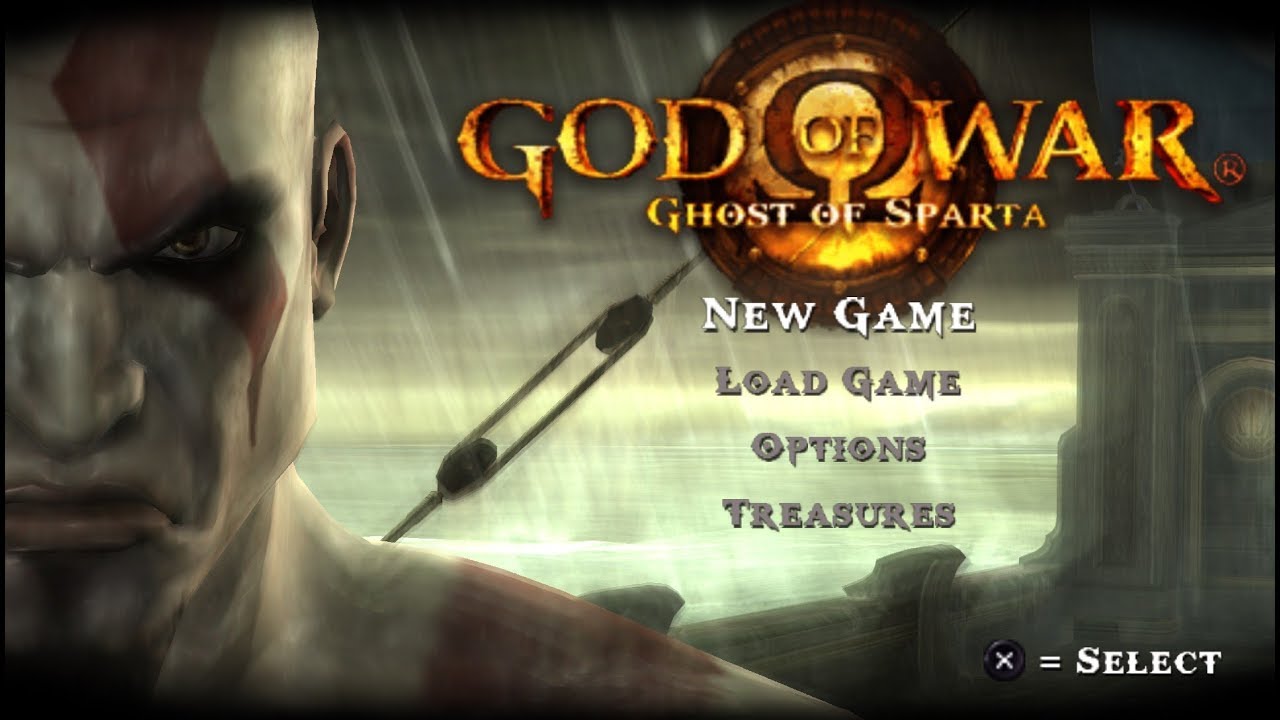 GOD OF WAR®
GHOST OF SPARTA
NEW GAME
LOAD GAME
OPTIONS
TREASURES
X = SELECT